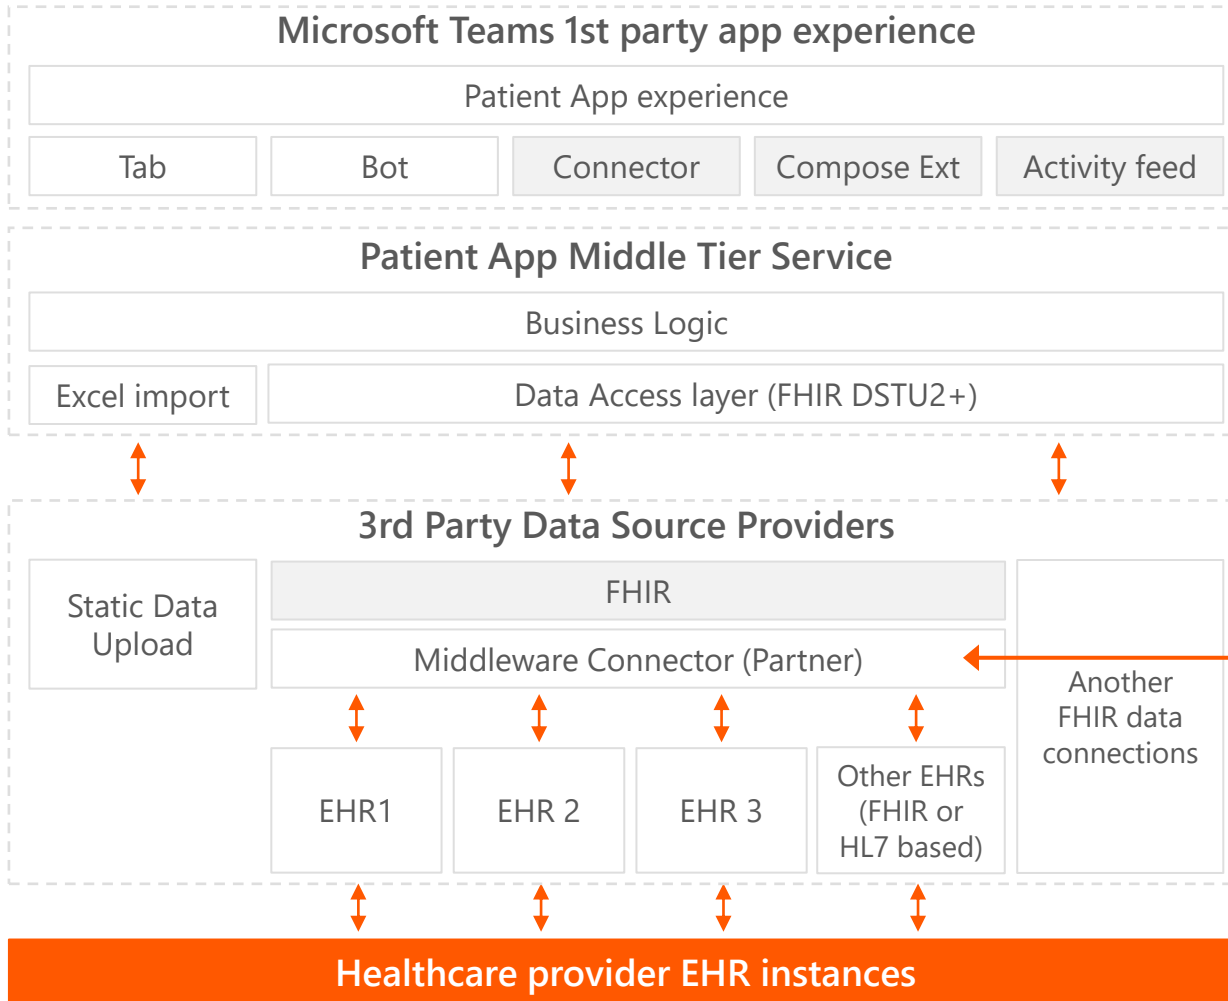 Microsoft Teams 1st party app experience
Patient App experience
Tab
Bot
Connector
Compose Ext
Activity feed
Patient App Middle Tier Service
Business Logic
Excel import
Data Access layer (FHIR DSTU2+)
3rd Party Data Source Providers
Static Data
Upload
FHIR
Middleware Connector (Partner)
Another
FHIR data
connections
EHR1
EHR 2
EHR 3
Other EHRs
(FHIR or
HL7 based)
Healthcare provider EHR instances